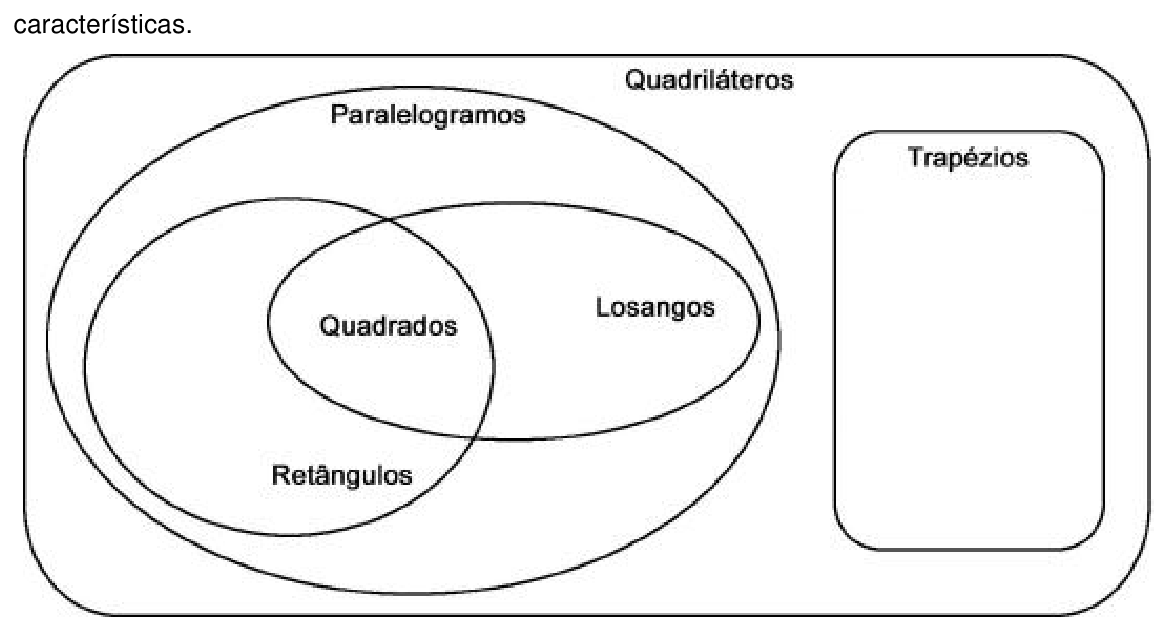 características.
Quadriláteros
Paralelogramos
Trapézios
Losangos
Quadrados
Retângulos